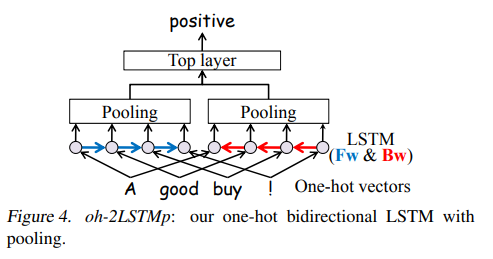 positive
Top layer
Pooling Pooling
LSTM
(Fw & Bw)
A good buy ! One-hot vectors
Figure 4. oh-2LSTMp: our one-hot bidirectional LSTM with
pooling.